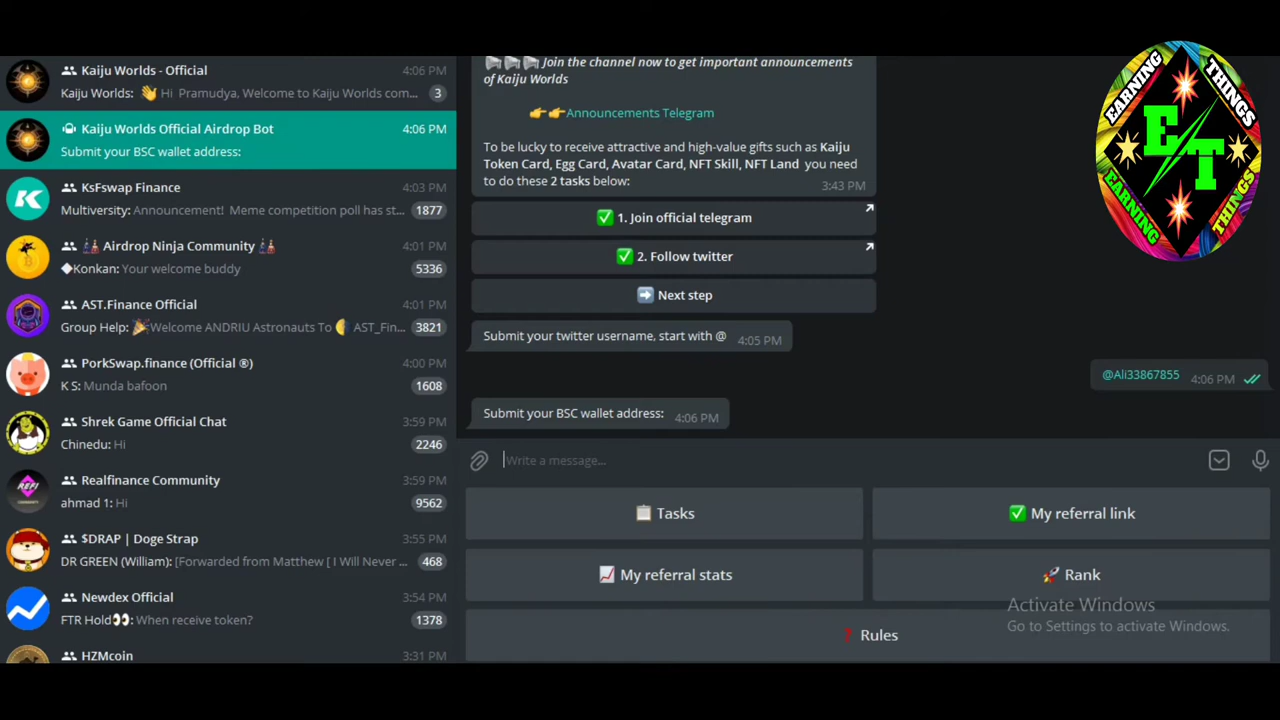 Kaiju Worlds - Official 4:06 PM
Kaiju Worlds: 👋 Hi Pramudya, Welcome to Kaiju Worlds com... 3
Kaiju Worlds Official Airdrop Bot 4:06 PM
Submit your BSC wallet address:
KsFswap Finance 4:03 PM
Multiversity: Announcement! Meme competition poll has st... 1877
Airdrop Ninja Community 4:01 PM
◆Konkan: Your welcome buddy 5336
AST.Finance Official 4:01 PM
Group Help: 🎉Welcome ANDRIU Astronauts To 🌗 AST_Fin... 3821
PorkSwap.finance (Official ®) 4:00 PM
K S: Munda bafoon 1608
Shrek Game Official Chat 3:59 PM
Chinedu: Hi 2246
Realfinance Community 3:59 PM
ahmad 1: Hi 9562
$DRAP | Doge Strap 3:55 PM
DR GREEN (William): [Forwarded from Matthew [ I Will Never ... 468
Newdex Official 3:54 PM
FTR Hold👀: When receive token? 1378
HZMcoin 3:31 PM
📢📢📢 Join the channel now to get important announcements
of Kaiju Worlds
👉👉Announcements Telegram
To be lucky to receive attractive and high-value gifts such as Kaiju
Token Card, Egg Card, Avatar Card, NFT Skill, NFT Land you need
to do these 2 tasks below:
3:43 PM
✅ 1. Join official telegram
✅ 2. Follow twitter
➡️ Next step
Submit your twitter username, start with @ 4:05 PM
@Ali33867855 4:06 PM
Submit your BSC wallet address: 4:06 PM
Write a message...
📋 Tasks
✅ My referral link
📈 My referral stats
🚀 Rank
❓ Rules
Activate Windows
Go to Settings to activate Windows.
EARNING THINGS
ET
EARNING THINGS